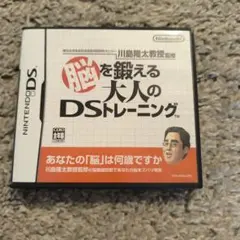 Nintendo
川島隆太教授監修
脳を鍛える
大人の
DSトレーニング™
NINTENDO DS
あなたの「脳」は何歳ですか